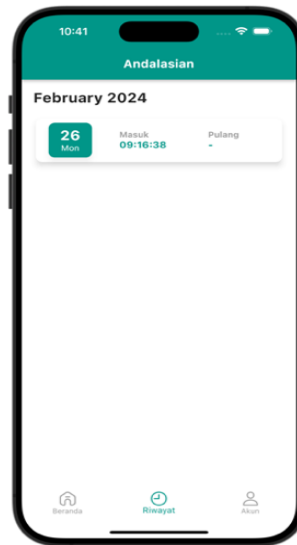 10:41
Andalasian
February 2024
26
Mon
Masuk
09:16:38
Pulang
-
Beranda
Riwayat
Akun